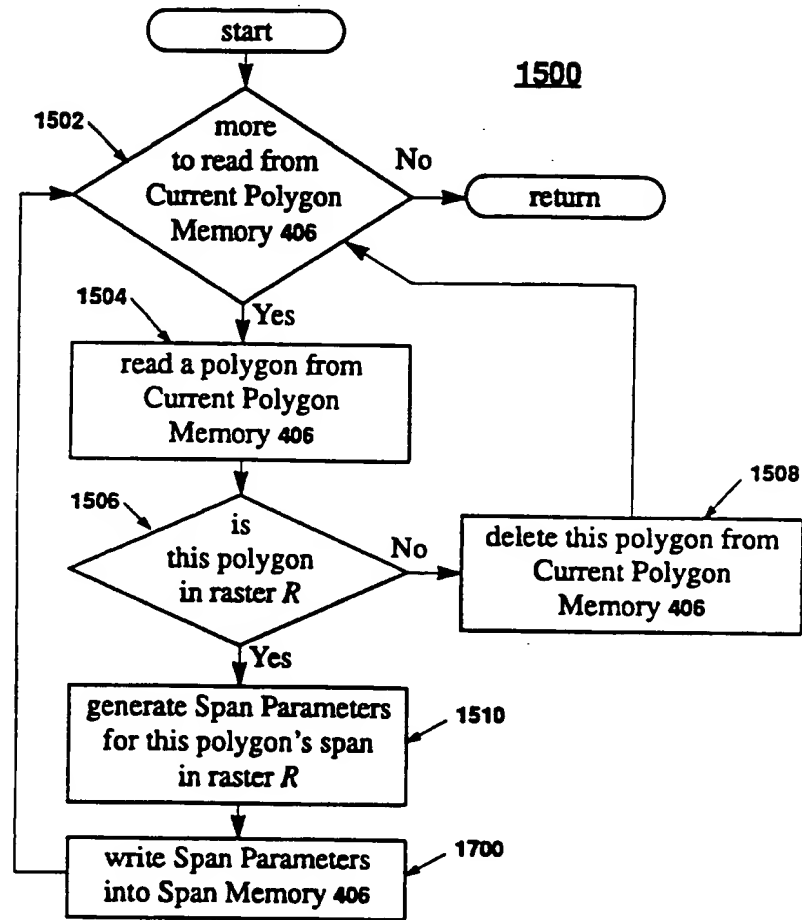 start
1500
1502
more
to read from
Current Polygon
Memory 406
No
return
Yes
1504
read a polygon from
Current Polygon
Memory 406
1506
is
this polygon
in raster R
No
1508
delete this polygon from
Current Polygon
Memory 406
Yes
generate Span Parameters
for this polygon's span
in raster R
1510
write Span Parameters
into Span Memory 406
1700